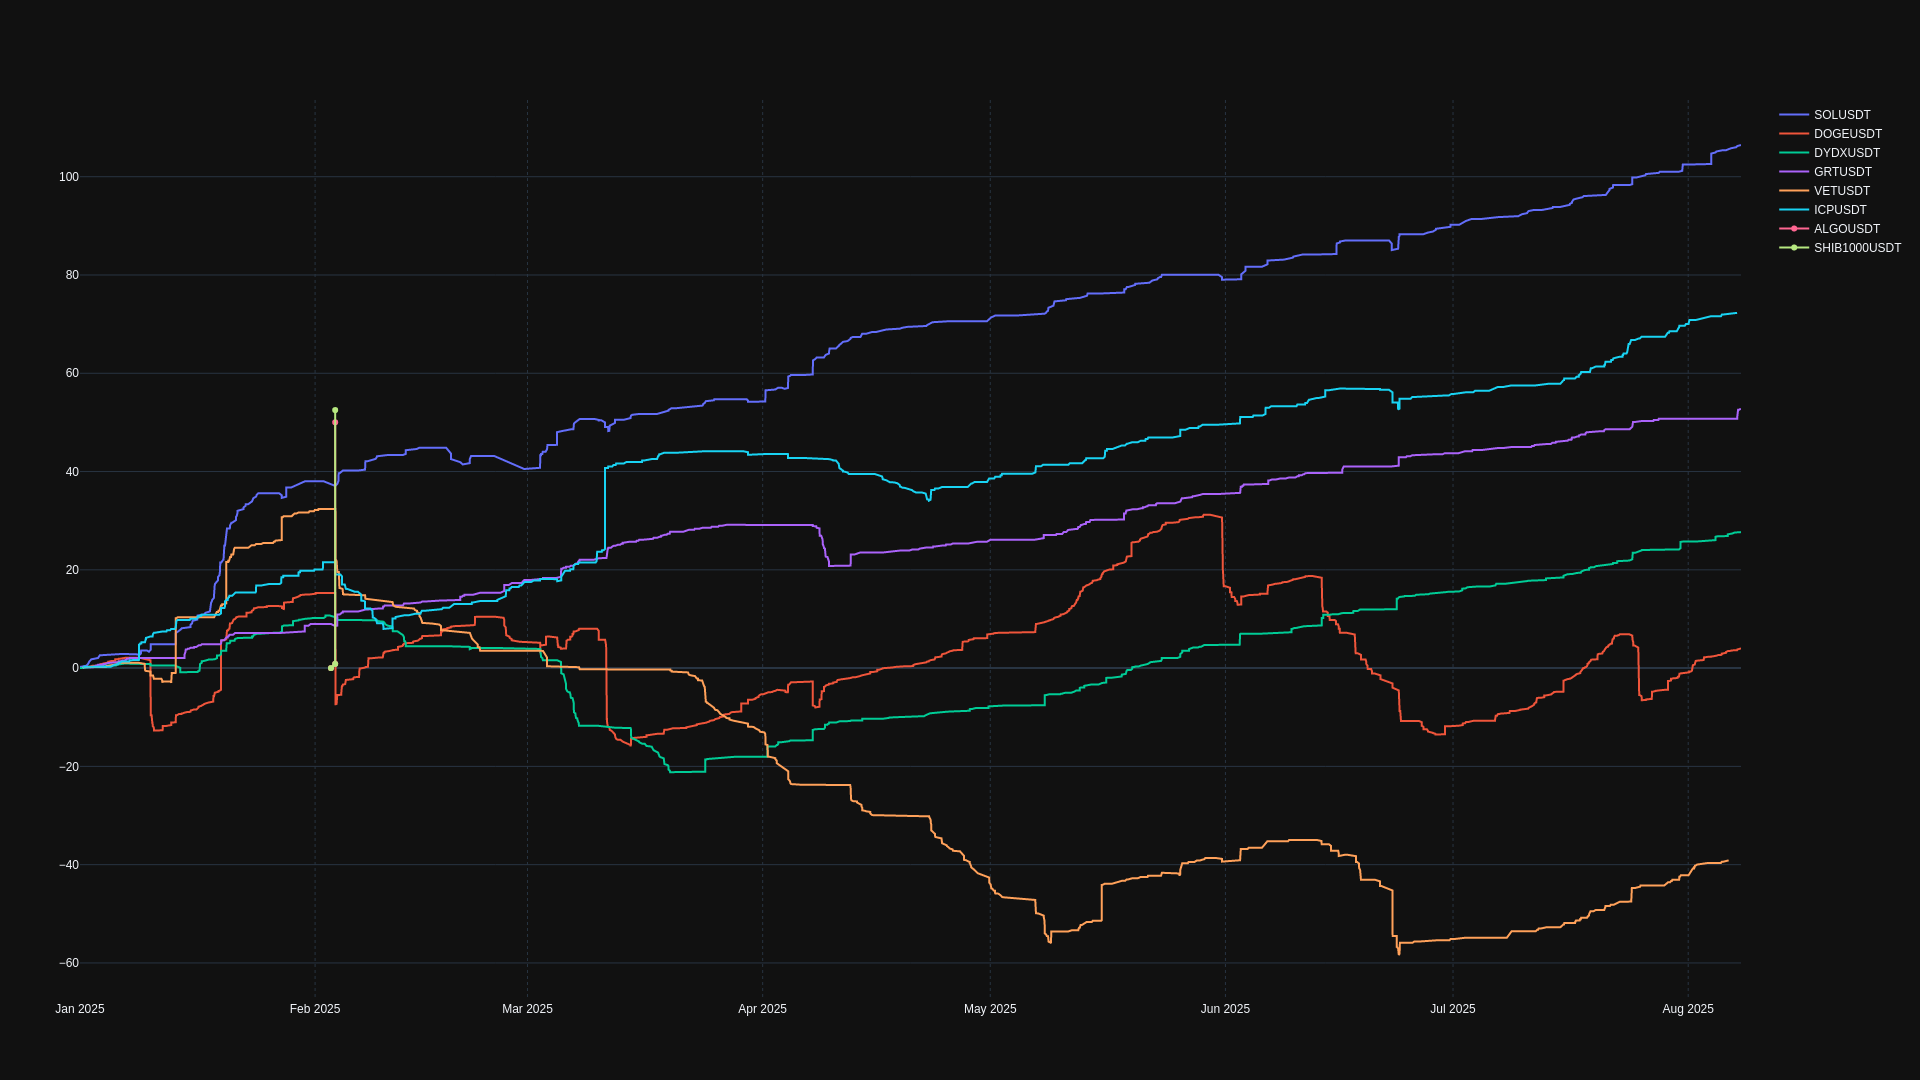 SOLUSDT
DOGEUSDT
DYDXUSDT
GRTUSDT
VETUSDT
ICPUSDT
ALGOUSDT
SHIB1000USDT
100
80
60
40
20
0
−20
−40
−60
Jan 2025 Feb 2025 Mar 2025 Apr 2025 May 2025 Jun 2025 Jul 2025 Aug 2025